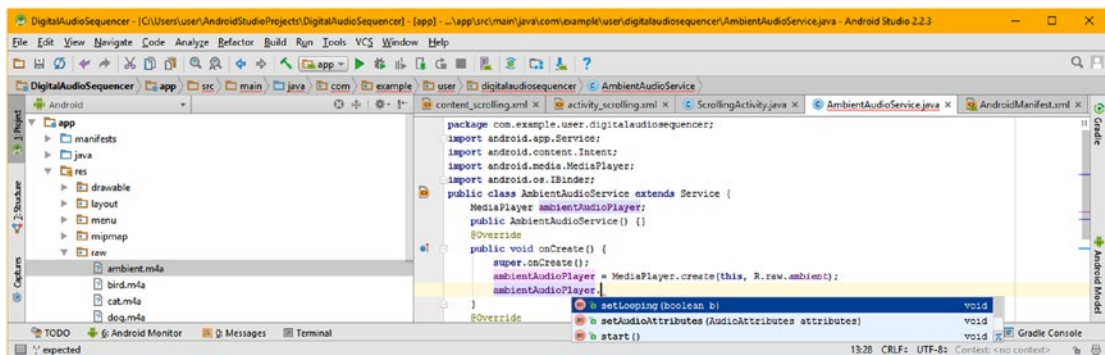 DigitalAudioSequencer - [C:\Users\user\AndroidStudioProjects\DigitalAudioSequencer] - [app] - ...\app\src\main\java\com\example\user\digitalaudiosequencer\AmbientAudioService.java - Android Studio 2.2.3
File Edit View Navigate Code Analyze Refactor Build Run Tools VCS Window Help
app
DigitalAudioSequencer app src main java com example user digitalaudiosequencer AmbientAudioService
Android
content_scrolling.xml activity_scrolling.xml ScrollingActivity.java AmbientAudioService.java AndroidManifest.xml
1: Project
2: Structure
Captures
app
manifests
java
res
drawable
layout
menu
mipmap
raw
ambient.m4a
bird.m4a
cat.m4a
dog.m4a
package com.example.user.digitalaudiosequencer;
import android.app.Service;
import android.content.Intent;
import android.media.MediaPlayer;
import android.os.IBinder;
public class AmbientAudioService extends Service {
MediaPlayer ambientAudioPlayer;
public AmbientAudioService() {}
@Override
public void onCreate() {
super.onCreate();
ambientAudioPlayer = MediaPlayer.create(this, R.raw.ambient);
ambientAudioPlayer.
}
@Override
setLooping(boolean b) void
setAudioAttributes(AudioAttributes attributes) void
start() void
Gradle
Android Model
TODO 6: Android Monitor 0: Messages Terminal Gradle Console
';' expected 13:28 CRLF÷ UTF-8÷ Context: <no context>